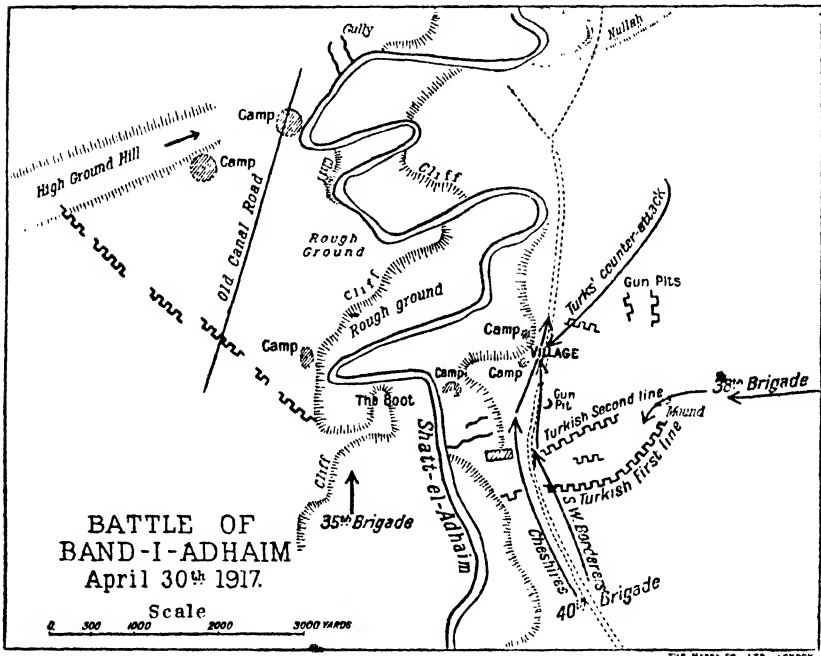 Gully
Nullah
Camp
High Ground Hill
Camp
Cliff
Cliff
Old Canal Road
Rough
Ground
Turks' counter-attack
Gun Pits
Cliff
Rough ground
Camp
VILLAGE
Camp
Camp
Camp
38th Brigade
The Boot
Gun
Pit
Mound
Turkish Second line
Turkish First line
Cliff
Shatt-el-Adhaim
35th Brigade
S.W. Borderers
Cheshires
40th Brigade
BATTLE OF
BAND-I-ADHAIM
April 30th 1917.
Scale
0. 500 1000 2000 3000 YARDS